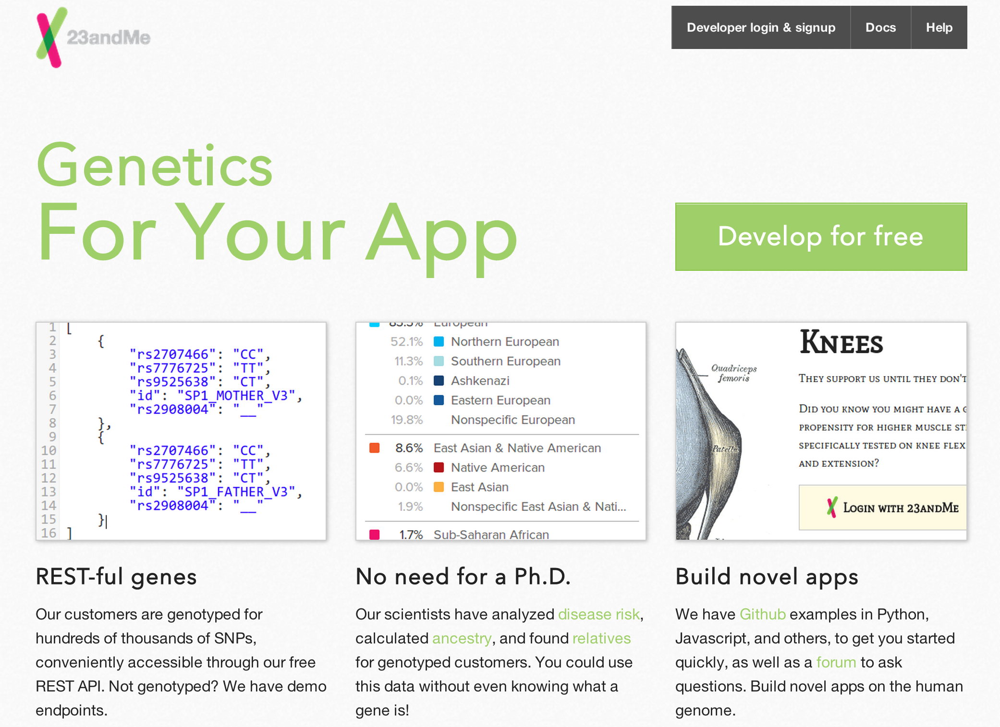 23andMe
Developer login & signup
Docs
Help
Genetics
For Your App
Develop for free
1 [
2 {
3 "rs2707466": "CC",
4 "rs7776725": "TT",
5 "rs9525638": "CT",
6 "id": "SP1_MOTHER_V3",
7 "rs2908004": "__"
8 },
9 {
10 "rs2707466": "CC",
11 "rs7776725": "TT",
12 "rs9525638": "CT",
13 "id": "SP1_FATHER_V3",
14 "rs2908004": "__"
15 }
16 ]
European
52.1% Northern European
11.3% Southern European
0.1% Ashkenazi
0.0% Eastern European
19.8% Nonspecific European
8.6% East Asian & Native American
6.6% Native American
0.0% East Asian
1.9% Nonspecific East Asian & Nati...
1.7% Sub-Saharan African
Quadriceps
femoris
Patella
Knees
They support us until they don't
Did you know you might have a
propensity for higher muscle
specifically tested on knee flex
and extension?
Login with 23andMe
REST-ful genes
Our customers are genotyped for
hundreds of thousands of SNPs,
conveniently accessible through our free
REST API. Not genotyped? We have demo
endpoints.
No need for a Ph.D.
Our scientists have analyzed disease risk,
calculated ancestry, and found relatives
for genotyped customers. You could use
this data without even knowing what a
gene is!
Build novel apps
We have Github examples in Python,
Javascript, and others, to get you started
quickly, as well as a forum to ask
questions. Build novel apps on the human
genome.